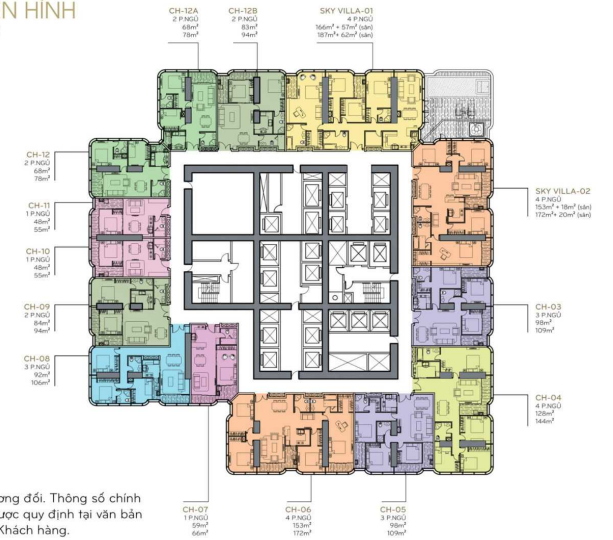 N HÌNH
CH-12A
2 P.NGỦ
68m²
78m²
CH-12B
2 P.NGỦ
83m²
94m²
SKY VILLA-01
4 P.NGỦ
166m² + 57m² (sân)
187m² + 62m² (sân)
CH-12
2 P.NGỦ
68m²
78m²
CH-11
1 P.NGỦ
48m²
55m²
CH-10
1 P.NGỦ
48m²
55m²
CH-09
2 P.NGỦ
84m²
94m²
CH-08
3 P.NGỦ
92m²
106m²
SKY VILLA-02
4 P.NGỦ
153m² + 18m² (sân)
172m² + 20m² (sân)
CH-03
3 P.NGỦ
98m²
109m²
CH-04
4 P.NGỦ
128m²
144m²
CH-07
1 P.NGỦ
59m²
66m²
CH-06
4 P.NGỦ
153m²
172m²
CH-05
3 P.NGỦ
98m²
109m²
ơng đối. Thông số chính
ược quy định tại văn bản
Khách hàng.